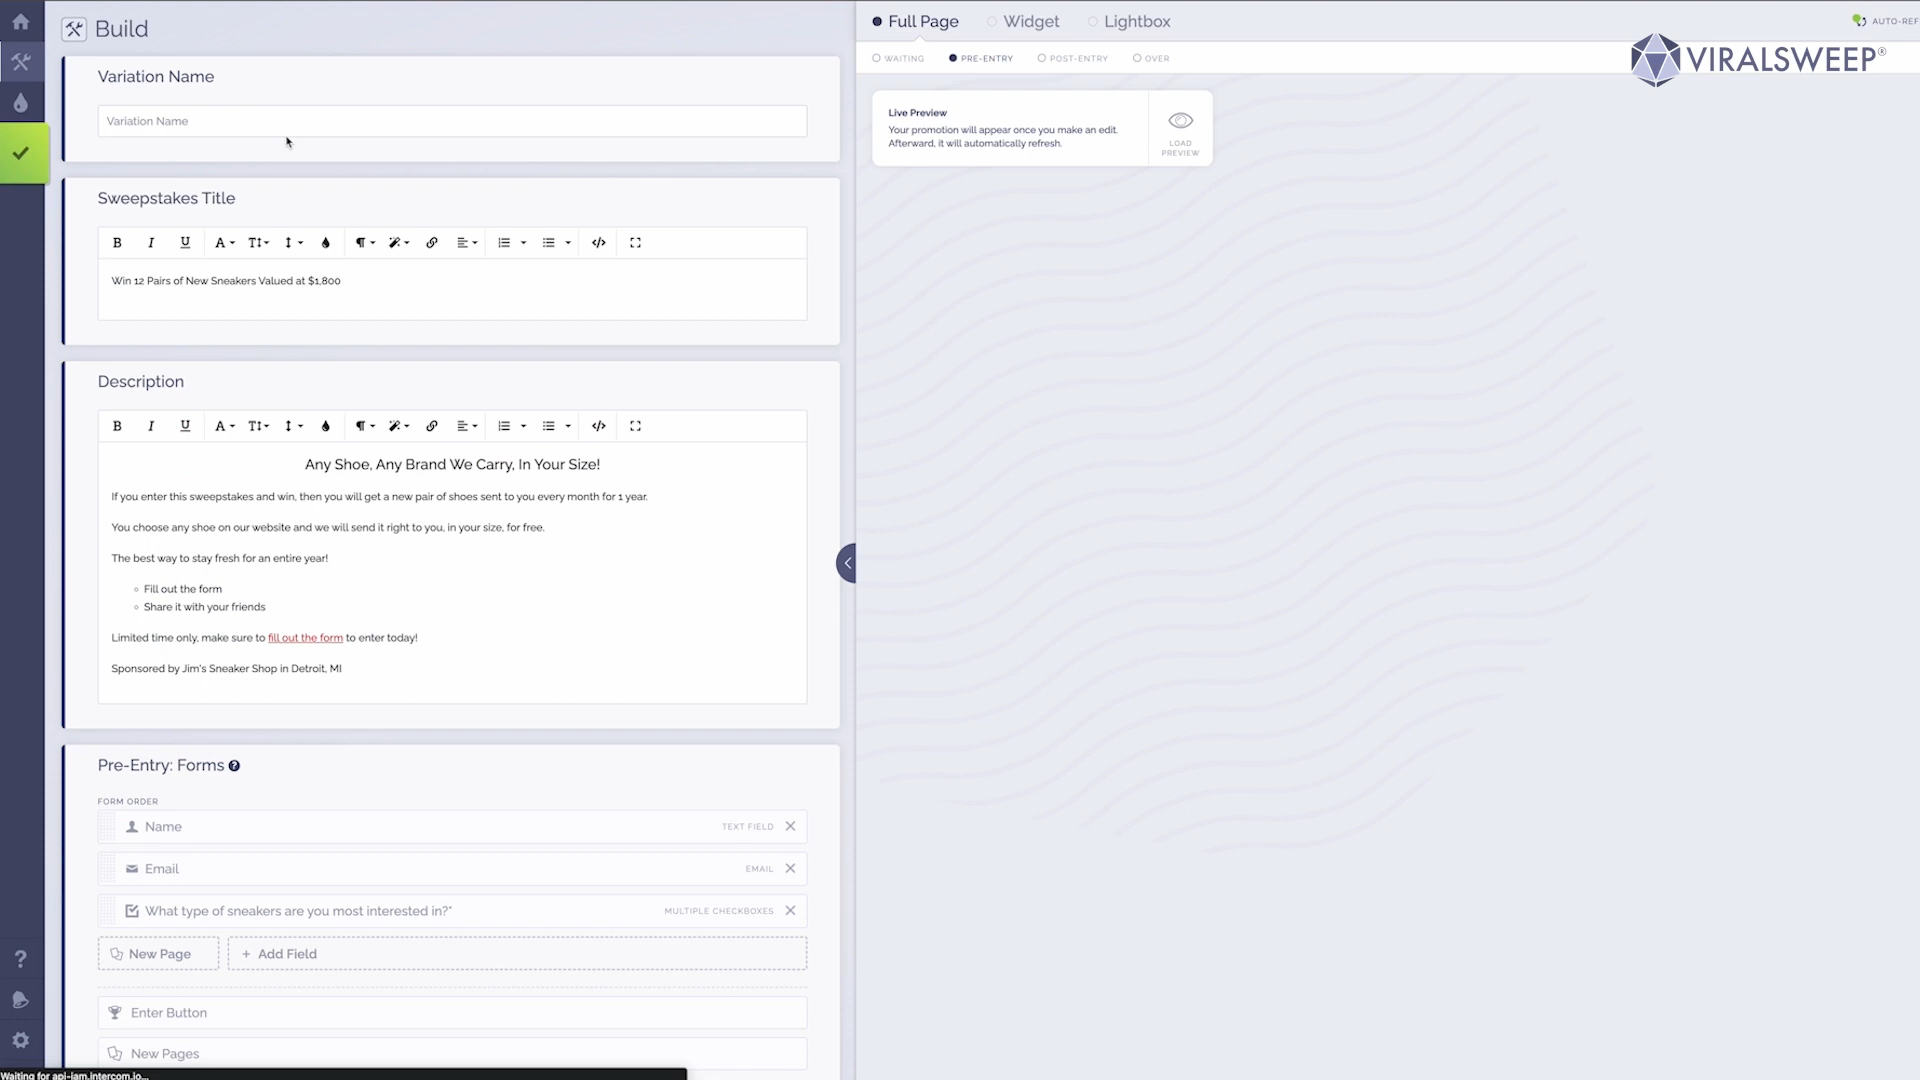 Build
Full Page
Widget
Lightbox
AUTO-REF
WAITING
PRE-ENTRY
POST-ENTRY
OVER
VIRALSWEEP®
Variation Name
Variation Name
Live Preview
Your promotion will appear once you make an edit.
Afterward, it will automatically refresh.
LOAD
PREVIEW
Sweepstakes Title
Win 12 Pairs of New Sneakers Valued at $1,800
Description
Any Shoe, Any Brand We Carry, In Your Size!
If you enter this sweepstakes and win, then you will get a new pair of shoes sent to you every month for 1 year.
You choose any shoe on our website and we will send it right to you, in your size, for free.
The best way to stay fresh for an entire year!
Fill out the form
Share it with your friends
Limited time only, make sure to fill out the form to enter today!
Sponsored by Jim's Sneaker Shop in Detroit, MI
Pre-Entry: Forms
FORM ORDER
Name TEXT FIELD
Email EMAIL
What type of sneakers are you most interested in?* MULTIPLE CHECKBOXES
New Page
+ Add Field
Enter Button
New Pages
Waiting for api-iam.intercom.io...